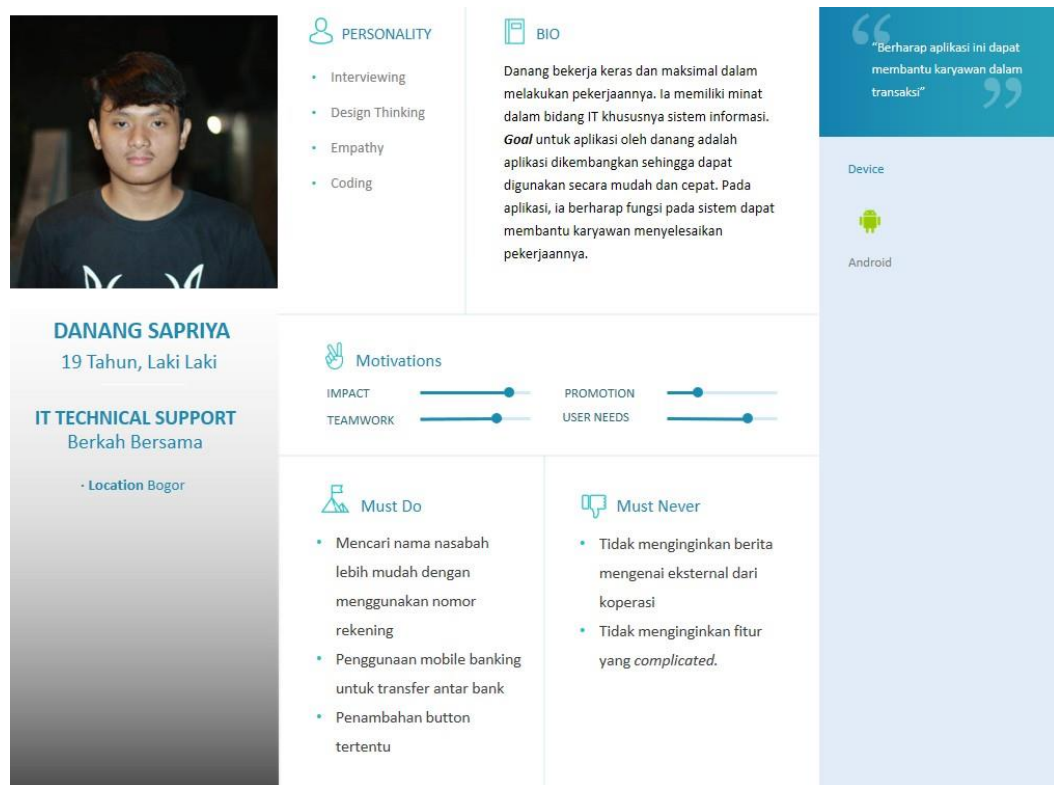 PERSONALITY
• Interviewing
• Design Thinking
• Empathy
• Coding
BIO
Danang bekerja keras dan maksimal dalam
melakukan pekerjaannya. Ia memiliki minat
dalam bidang IT khususnya sistem informasi.
Goal untuk aplikasi oleh danang adalah
aplikasi dikembangkan sehingga dapat
digunakan secara mudah dan cepat. Pada
aplikasi, ia berharap fungsi pada sistem dapat
membantu karyawan menyelesaikan
pekerjaannya.
“Berharap aplikasi ini dapat
membantu karyawan dalam
transaksi”
Device
Android
DANANG SAPRIYA
19 Tahun, Laki Laki
IT TECHNICAL SUPPORT
Berkah Bersama
· Location Bogor
Motivations
IMPACT
TEAMWORK
PROMOTION
USER NEEDS
Must Do
• Mencari nama nasabah
lebih mudah dengan
menggunakan nomor
rekening
• Penggunaan mobile banking
untuk transfer antar bank
• Penambahan button
tertentu
Must Never
• Tidak menginginkan berita
mengenai eksternal dari
koperasi
• Tidak menginginkan fitur
yang complicated.